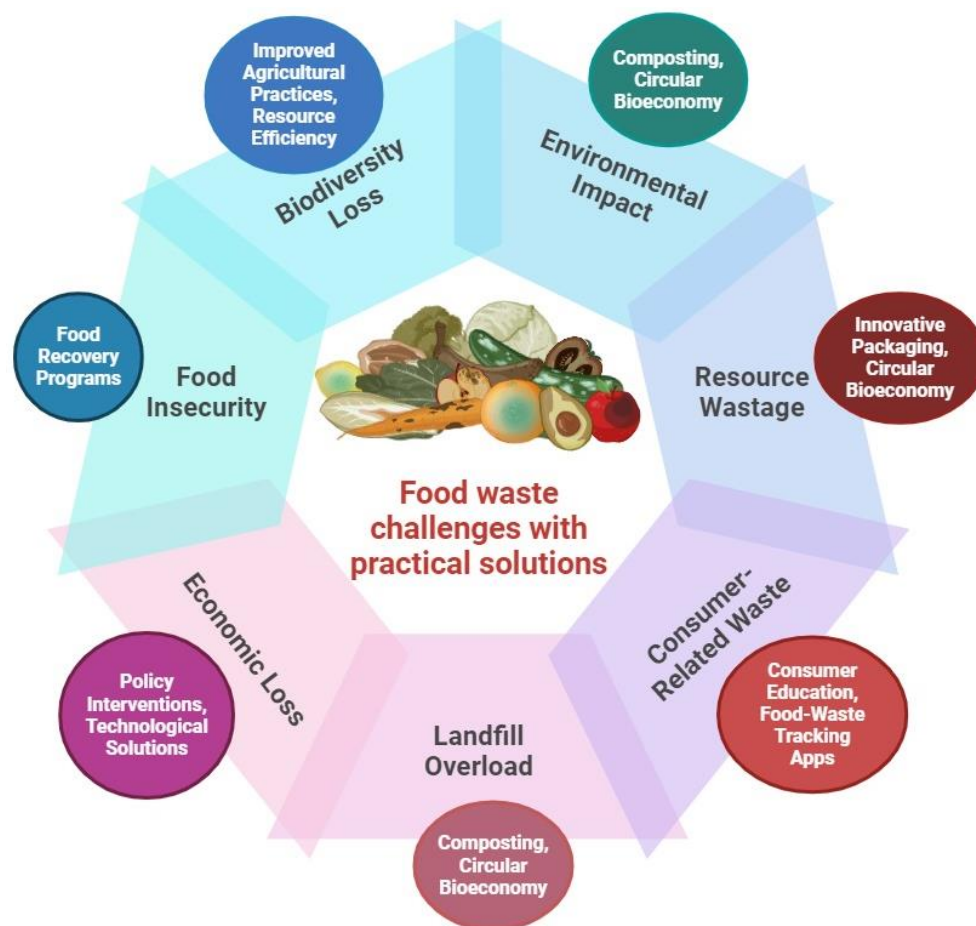 Improved
Agricultural
Practices,
Resource
Efficiency
Biodiversity
Loss
Composting,
Circular
Bioeconomy
Environmental
Impact
Innovative
Packaging,
Circular
Bioeconomy
Resource
Wastage
Consumer
Education,
Food-Waste
Tracking
Apps
Consumer-
Related Waste
Landfill
Overload
Composting,
Circular
Bioeconomy
Policy
Interventions,
Technological
Solutions
Economic Loss
Food
Recovery
Programs
Food
Insecurity
Food waste
challenges with
practical solutions